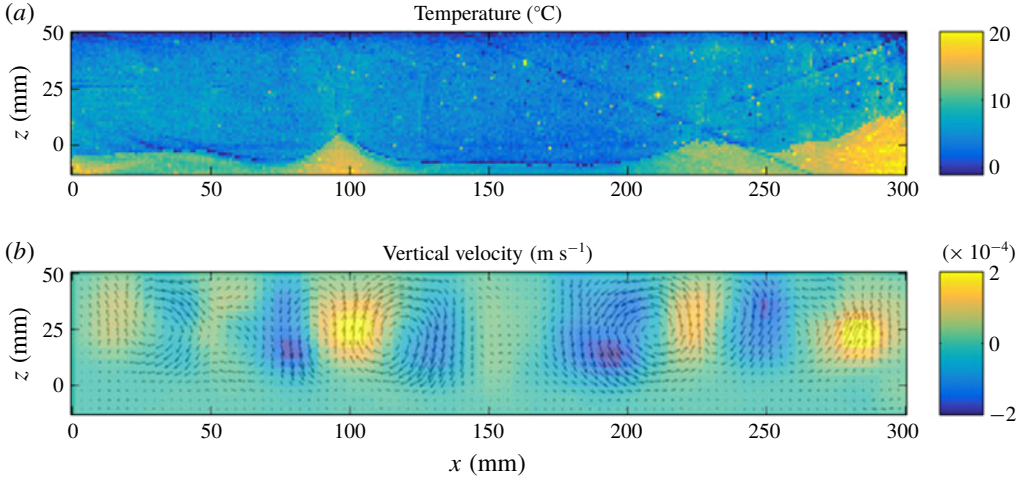 (a)
Temperature (°C)
50
25
0
z (mm)
0 50 100 150 200 250 300
20
10
0
(b)
Vertical velocity (m s⁻¹)
(× 10⁻⁴)
50
25
0
z (mm)
0 50 100 150 200 250 300
x (mm)
2
0
−2